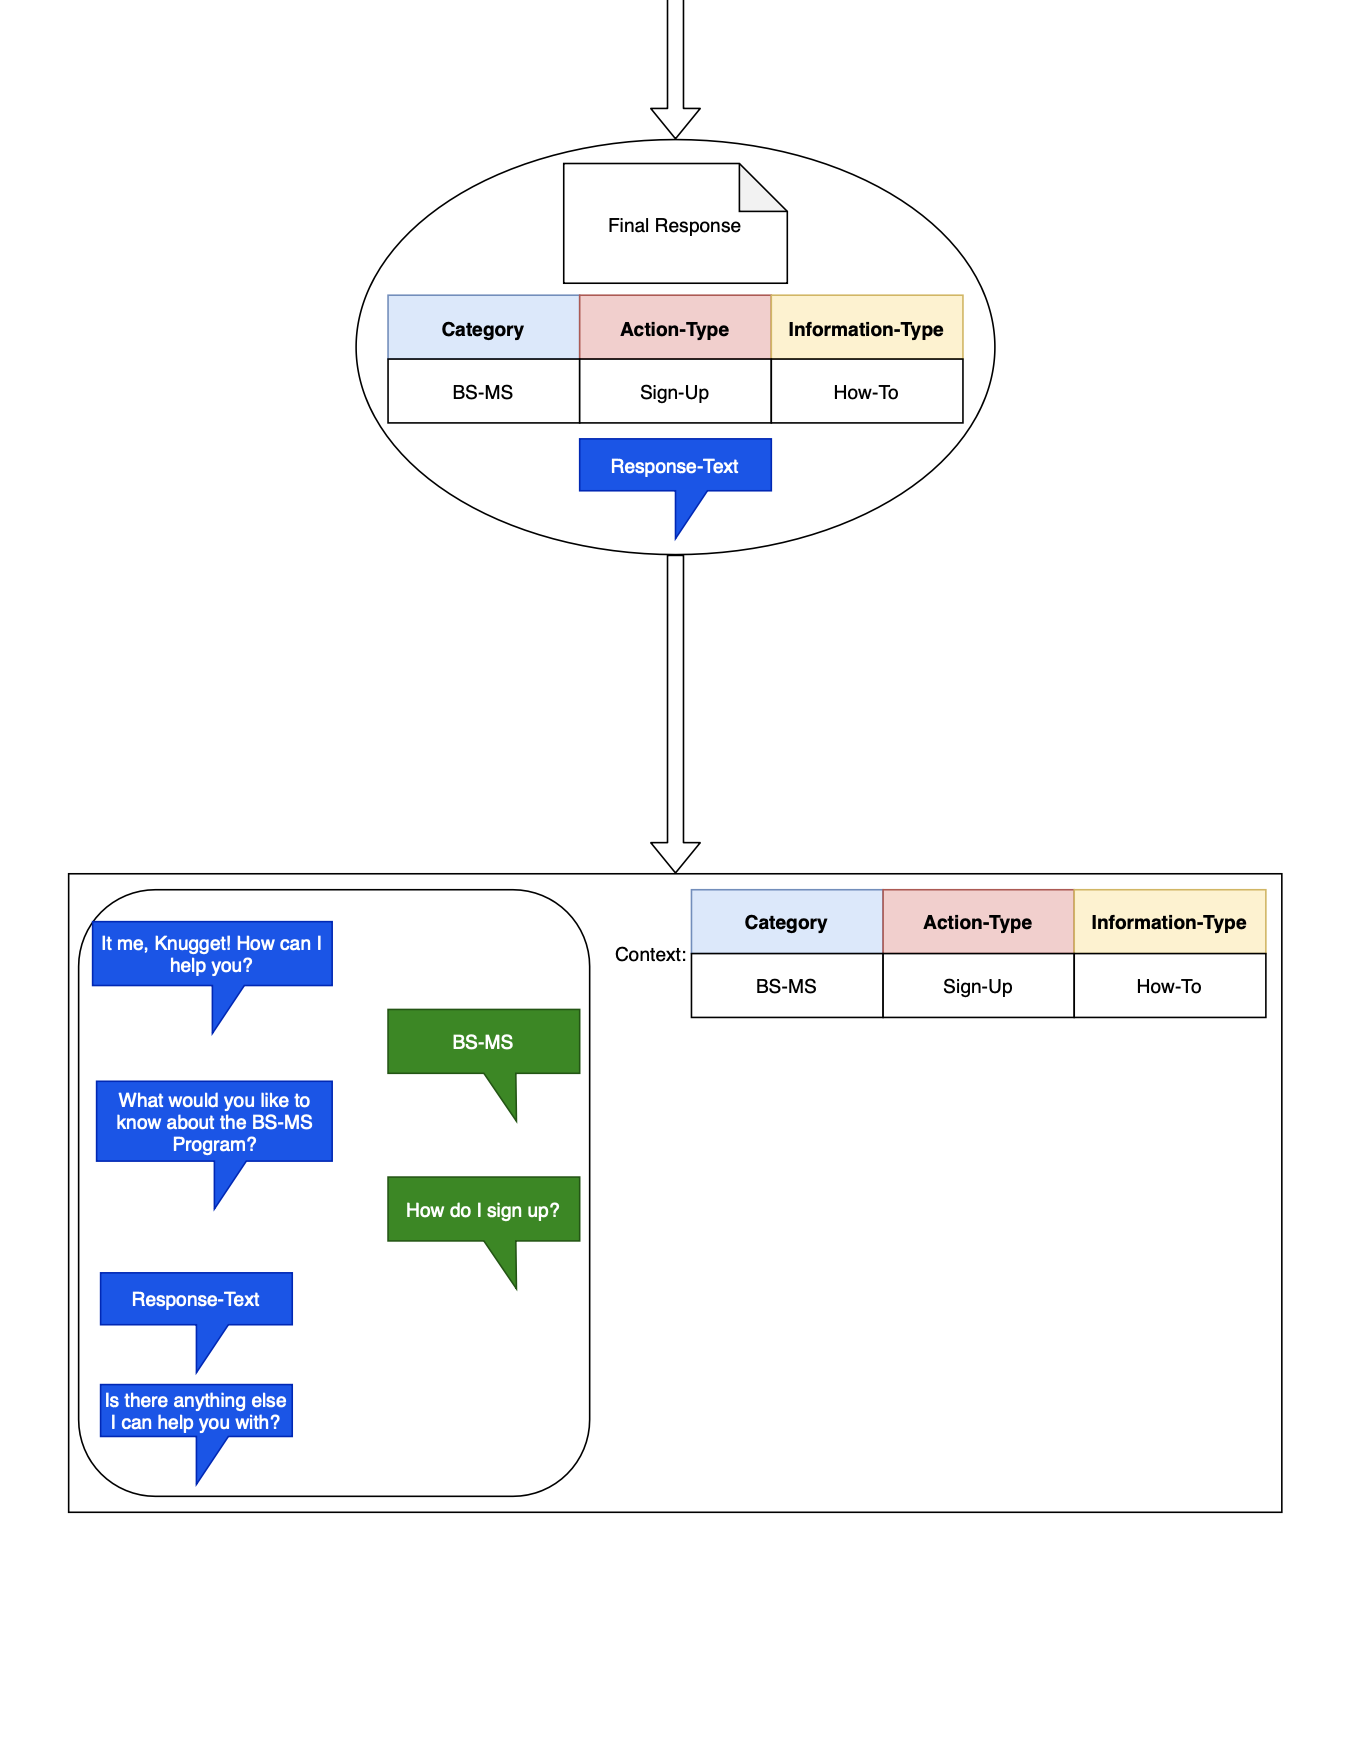 Final Response
Category Action-Type Information-Type
BS-MS Sign-Up How-To
Response-Text
It me, Knugget! How can I
help you?
BS-MS
What would you like to
know about the BS-MS
Program?
How do I sign up?
Response-Text
Is there anything else
I can help you with?
Context:
Category Action-Type Information-Type
BS-MS Sign-Up How-To